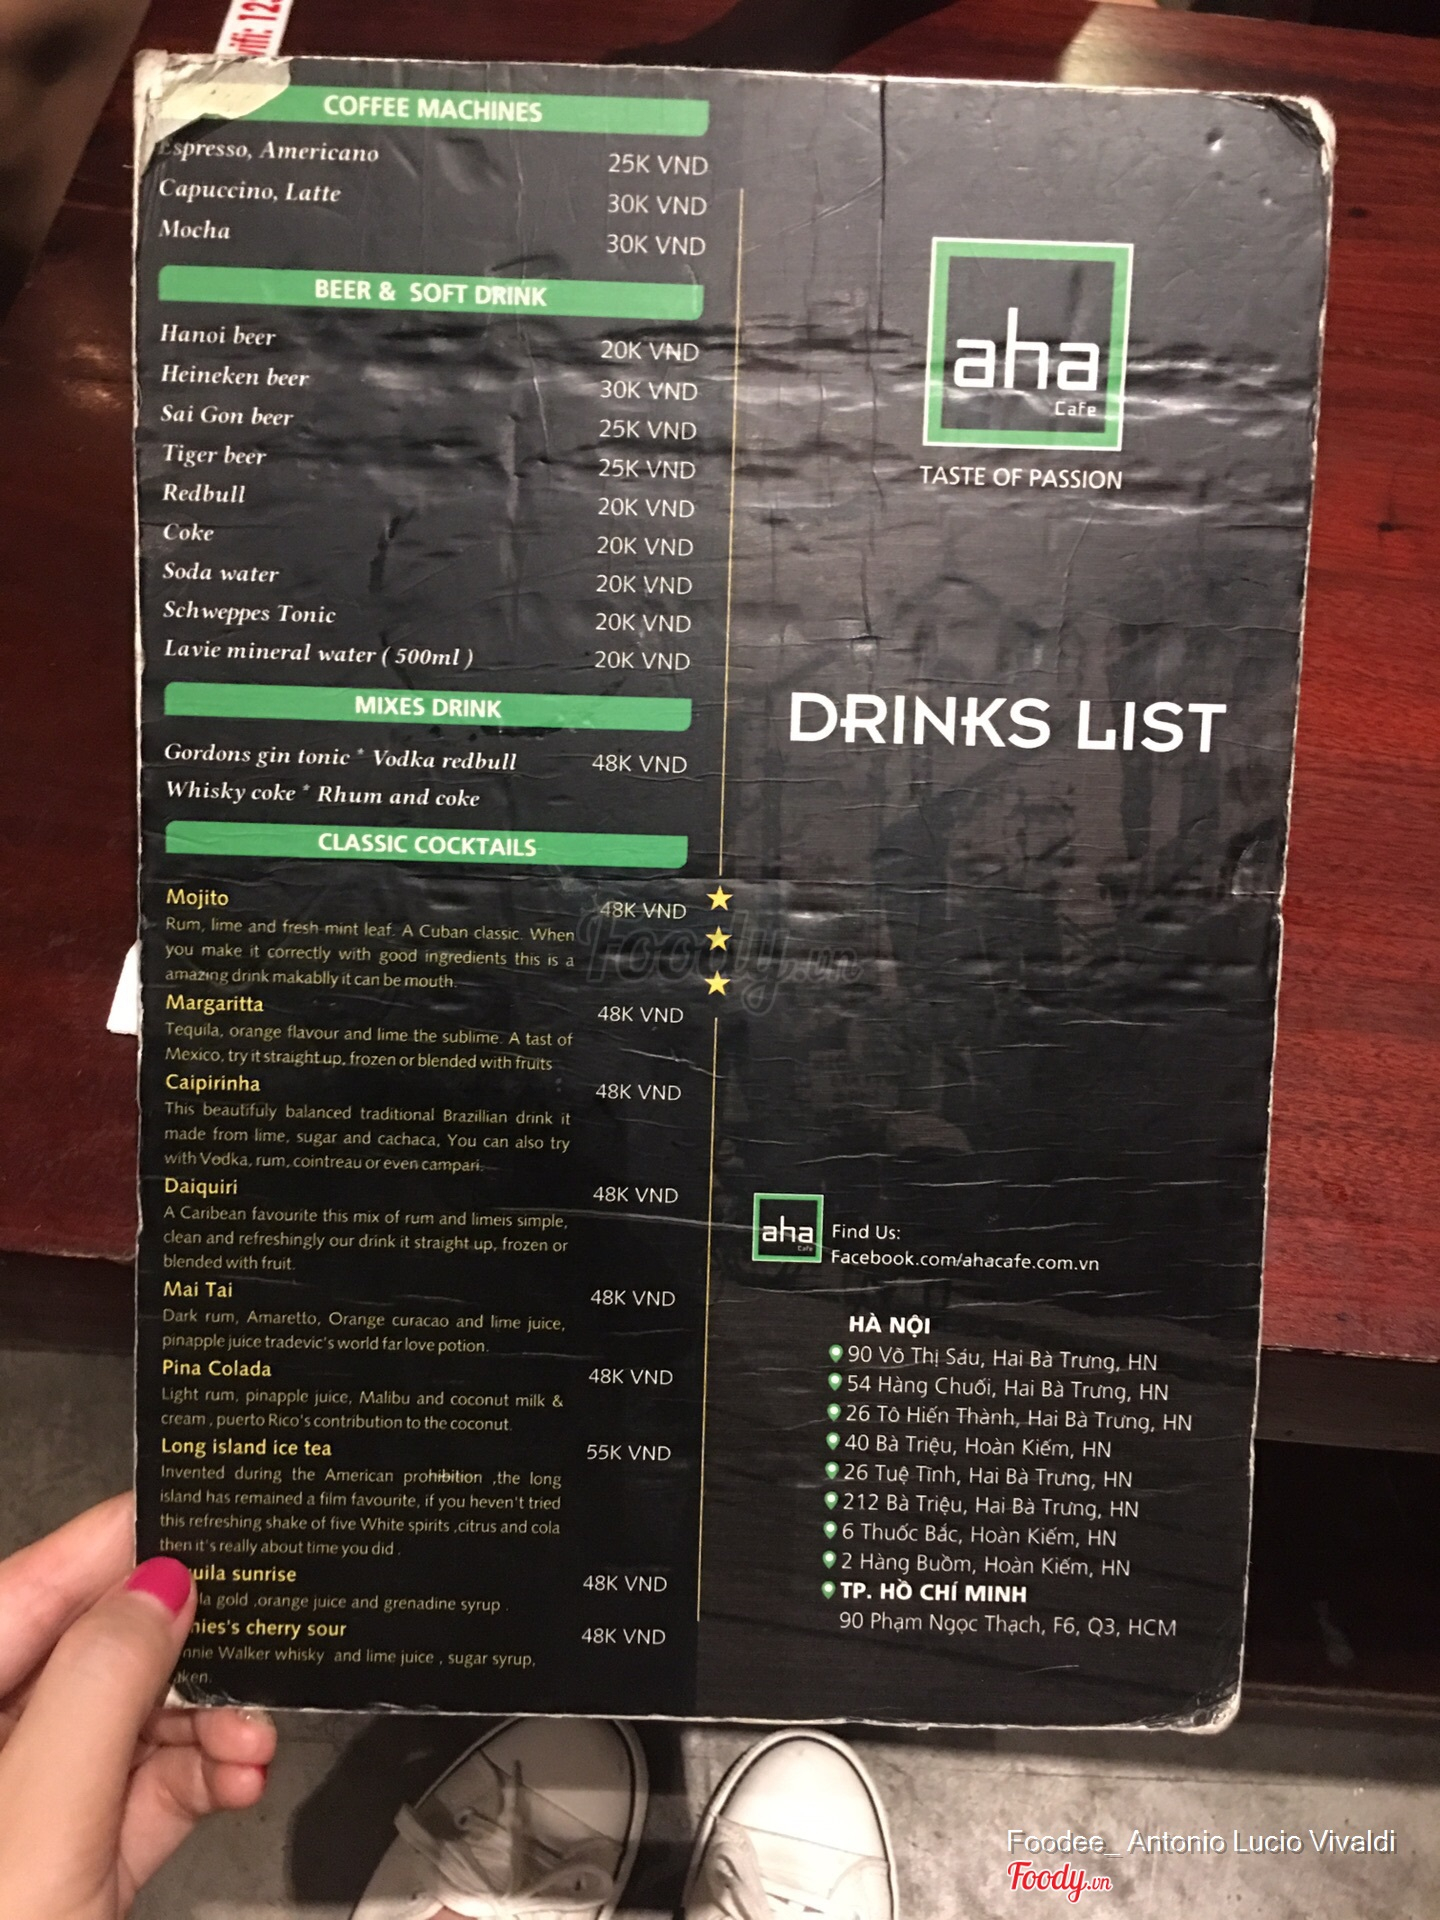 COFFEE MACHINES
Espresso, Americano 25K VND
Capuccino, Latte 30K VND
Mocha 30K VND
BEER & SOFT DRINK
Hanoi beer 20K VND
Heineken beer 30K VND
Sai Gon beer 25K VND
Tiger beer 25K VND
Redbull 20K VND
Coke 20K VND
Soda water 20K VND
Schweppes Tonic 20K VND
Lavie mineral water ( 500ml ) 20K VND
MIXES DRINK
Gordons gin tonic * Vodka redbull 48K VND
Whisky coke * Rhum and coke
CLASSIC COCKTAILS
Mojito 48K VND
Rum, lime and fresh mint leaf. A Cuban classic. When
you make it correctly with good ingredients this is a
amazing drink makablly it can be mouth.
Margaritta 48K VND
Tequila, orange flavour and lime the sublime. A tast of
Mexico, try it straight up, frozen or blended with fruits
Caipirinha 48K VND
This beautifuly balanced traditional Brazillian drink it
made from lime, sugar and cachaca, You can also try
with Vodka, rum, cointreau or even campari.
Daiquiri 48K VND
A Caribean favourite this mix of rum and limeis simple,
clean and refreshingly our drink it straight up, frozen or
blended with fruit.
Mai Tai 48K VND
Dark rum, Amaretto, Orange curacao and lime juice,
pinapple juice tradevic's world far love potion.
Pina Colada 48K VND
Light rum, pinapple juice, Malibu and coconut milk &
cream , puerto Rico's contribution to the coconut.
Long island ice tea 55K VND
Invented during the American prohibition ,the long
island has remained a film favourite, if you heven't tried
this refreshing shake of five White spirits ,citrus and cola
then it's really about time you did .
uila sunrise 48K VND
la gold ,orange juice and grenadine syrup .
nies's cherry sour 48K VND
nnie Walker whisky and lime juice , sugar syrup,
aken.
aha
Cafe
TASTE OF PASSION
DRINKS LIST
Foody.vn
aha
Cafe
Find Us:
Facebook.com/ahacafe.com.vn
HÀ NỘI
90 Võ Thị Sáu, Hai Bà Trưng, HN
54 Hàng Chuối, Hai Bà Trưng, HN
26 Tô Hiến Thành, Hai Bà Trưng, HN
40 Bà Triệu, Hoàn Kiếm, HN
26 Tuệ Tĩnh, Hai Bà Trưng, HN
212 Bà Triệu, Hai Bà Trưng, HN
6 Thuốc Bắc, Hoàn Kiếm, HN
2 Hàng Buồm, Hoàn Kiếm, HN
TP. HỒ CHÍ MINH
90 Phạm Ngọc Thạch, F6, Q3, HCM
Foodee_ Antonio Lucio Vivaldi
Foody.vn